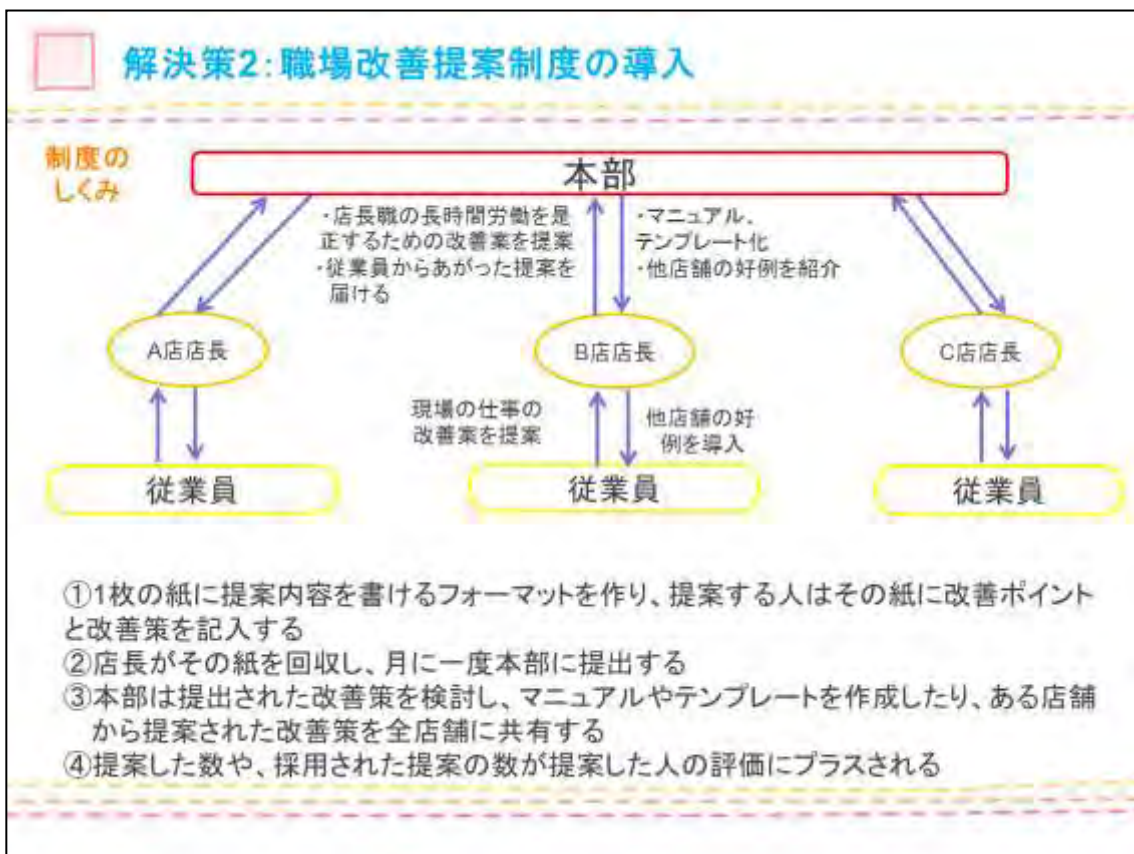 解決策2：職場改善提案制度の導入
制度の
しくみ
本部
・店長職の長時間労働を是
正するための改善案を提案
・従業員からあがった提案を
届ける
・マニュアル、
テンプレート化
・他店舗の好例を紹介
A店店長
B店店長
C店店長
現場の仕事の
改善案を提案
他店舗の好
例を導入
従業員
従業員
従業員
①1枚の紙に提案内容を書けるフォーマットを作り、提案する人はその紙に改善ポイント
と改善策を記入する
②店長がその紙を回収し、月に一度本部に提出する
③本部は提出された改善策を検討し、マニュアルやテンプレートを作成したり、ある店舗
から提案された改善策を全店舗に共有する
④提案した数や、採用された提案の数が提案した人の評価にプラスされる